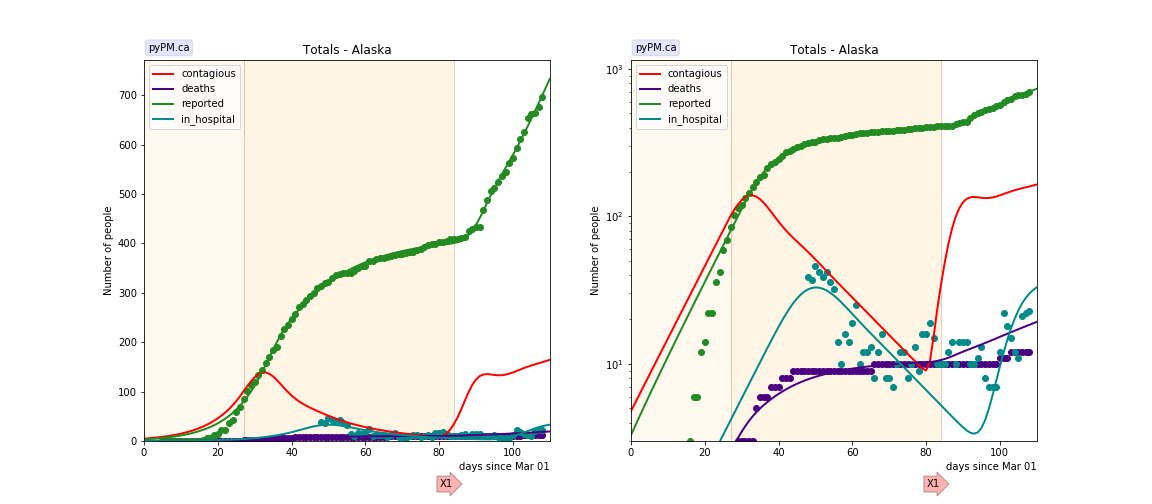 pyPM.ca
Totals - Alaska
contagious
deaths
reported
in_hospital
Number of people
700
600
500
400
300
200
100
0
0 20 40 60 80 100
days since Mar 01
X1
pyPM.ca
Totals - Alaska
contagious
deaths
reported
in_hospital
Number of people
10³
10²
10¹
0 20 40 60 80 100
days since Mar 01
X1